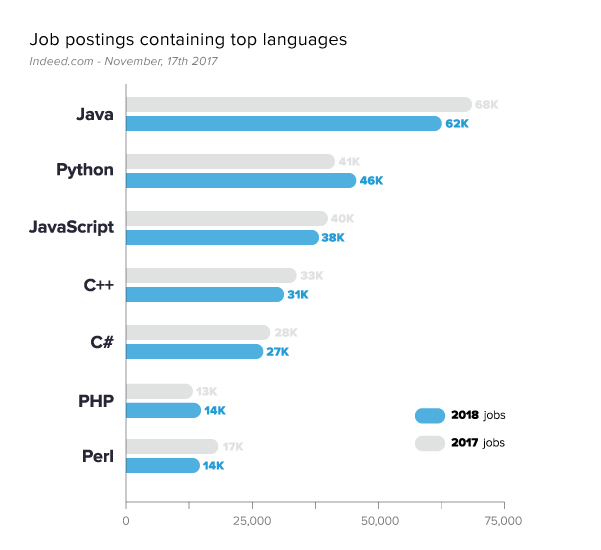 Job postings containing top languages
Indeed.com - November, 17th 2017
68K
Java
62K
41K
Python
46K
40K
JavaScript
38K
33K
C++
31K
28K
C#
27K
13K
PHP
14K
2018 jobs
17K
2017 jobs
Perl
14K
0 25,000 50,000 75,000